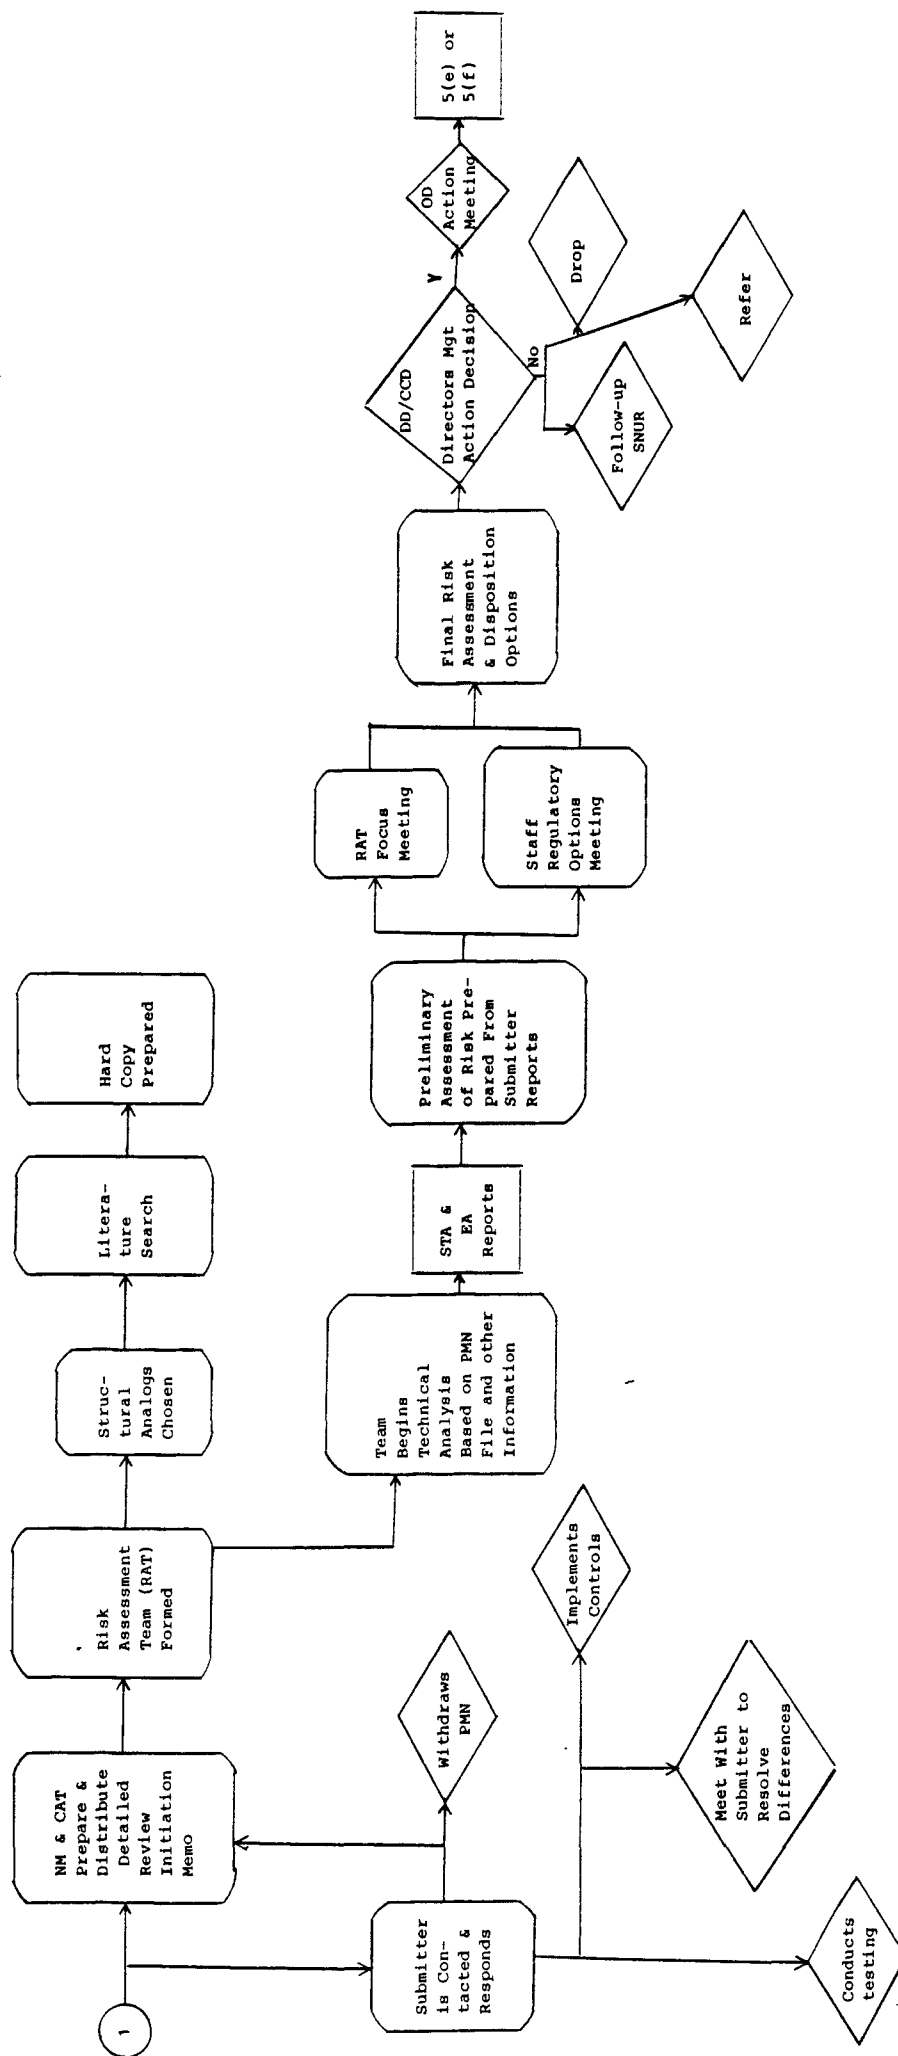 1
NM & CAT
Prepare &
Distribute
Detailed
Review
Initiation
Memo
Risk
Assessment
Team (RAT)
Formed
Struc-
tural
Analogs
Chosen
Litera-
ture
Search
Hard
Copy
Prepared
Submitter
is Con-
tacted &
Responds
Withdraws
PMN
Implements
Controls
Meet With
Submitter to
Resolve
Differences
Conducts
testing
Team
Begins
Technical
Analysis
Based on PMN
File and other
Information
STA &
EA
Reports
Preliminary
Assessment
of Risk Pre-
pared From
Submitter
Reports
RAT
Focus
Meeting
Staff
Regulatory
Options
Meeting
Final Risk
Assessment
& Disposition
Options
DD/CCD
Directors Mgt
Action Decision
Y
No
OD
Action
Meeting
5(e) or
5(f)
Follow-up
SNUR
Drop
Refer